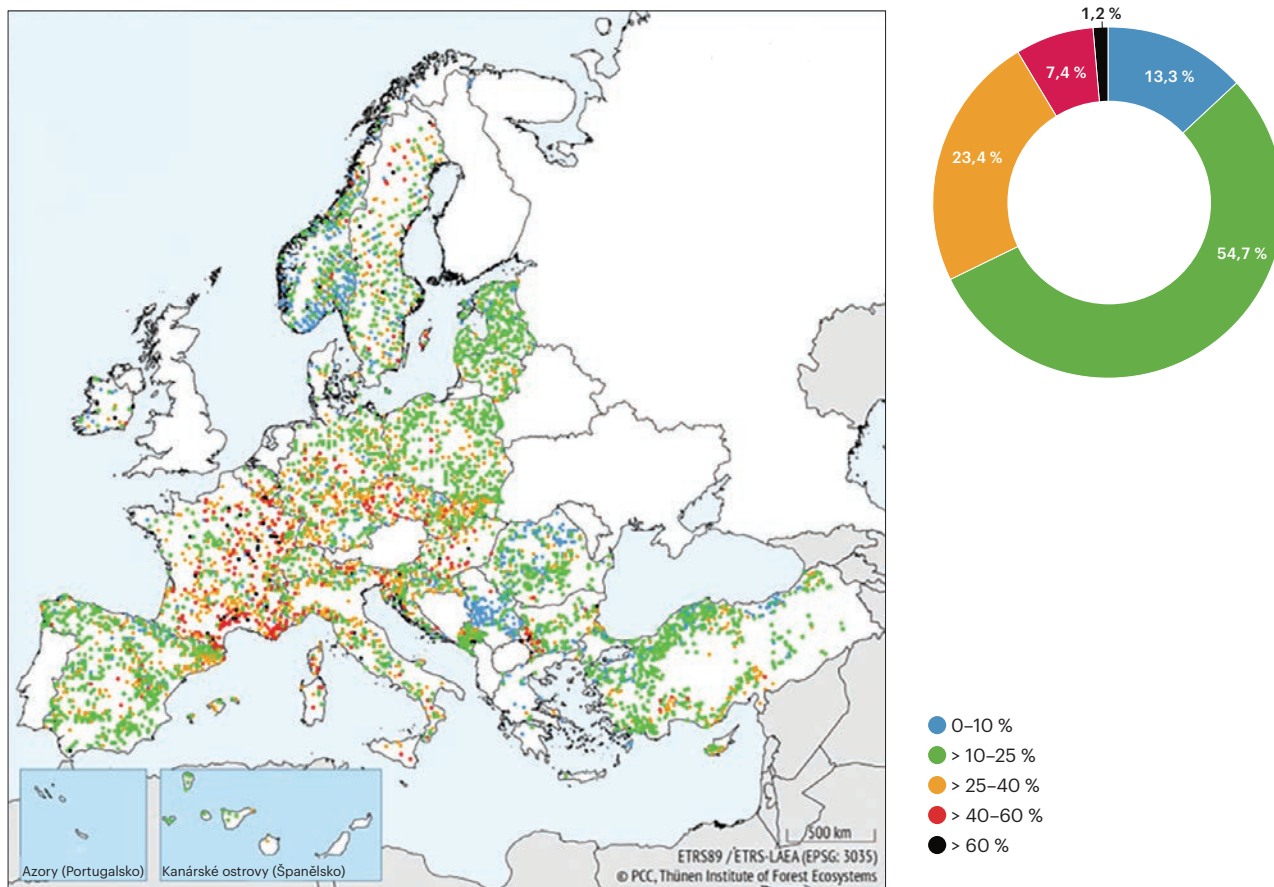 1,2 %
7,4 %
13,3 %
23,4 %
54,7 %
0–10 %
> 10–25 %
> 25–40 %
> 40–60 %
> 60 %
500 km
ETRS89 / ETRS-LAEA (EPSG: 3035)
© PCC, Thünen Institute of Forest Ecosystems
Azory (Portugalsko)
Kanárské ostrovy (Španělsko)